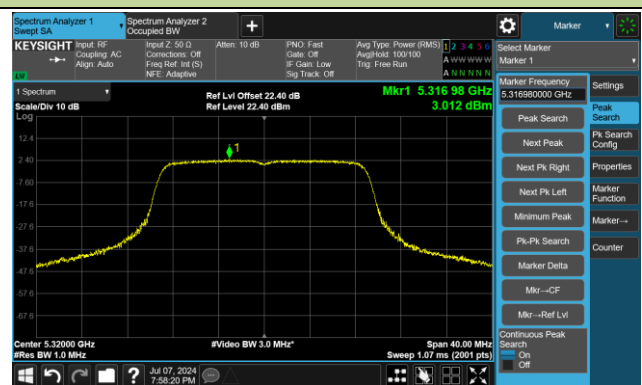 Spectrum Analyzer 1
Swept SA
Spectrum Analyzer 2
Occupied BW
Marker
KEYSIGHT
Input: RF
Coupling: AC
Align: Auto
Input Z: 50 Ω
Corrections: Off
Freq Ref: Int (S)
NFE: Adaptive
Atten: 10 dB
PNO: Fast
Gate: Off
IF Gain: Low
Sig Track: Off
Avg Type: Power (RMS)
Avg|Hold: 100/100
Trig: Free Run
1 2 3 4 5 6
A W W W W W
A N N N N N
LV
Select Marker
Marker 1
1 Spectrum
Scale/Div 10 dB
Log
Ref Lvl Offset 22.40 dB
Ref Level 22.40 dBm
Mkr1 5.316 98 GHz
3.012 dBm
1
12.4
2.40
-7.60
-17.6
-27.6
-37.6
-47.6
-57.6
-67.6
Center 5.32000 GHz
#Res BW 1.0 MHz
#Video BW 3.0 MHz*
Span 40.00 MHz
Sweep 1.07 ms (2001 pts)
Marker Frequency
5.316980000 GHz
Peak Search
Next Peak
Next Pk Right
Next Pk Left
Minimum Peak
Pk-Pk Search
Marker Delta
Mkr→CF
Mkr→Ref Lvl
Continuous Peak
Search
On
Off
Settings
Peak
Search
Pk Search
Config
Properties
Marker
Function
Marker→
Counter
Jul 07, 2024
7:58:20 PM